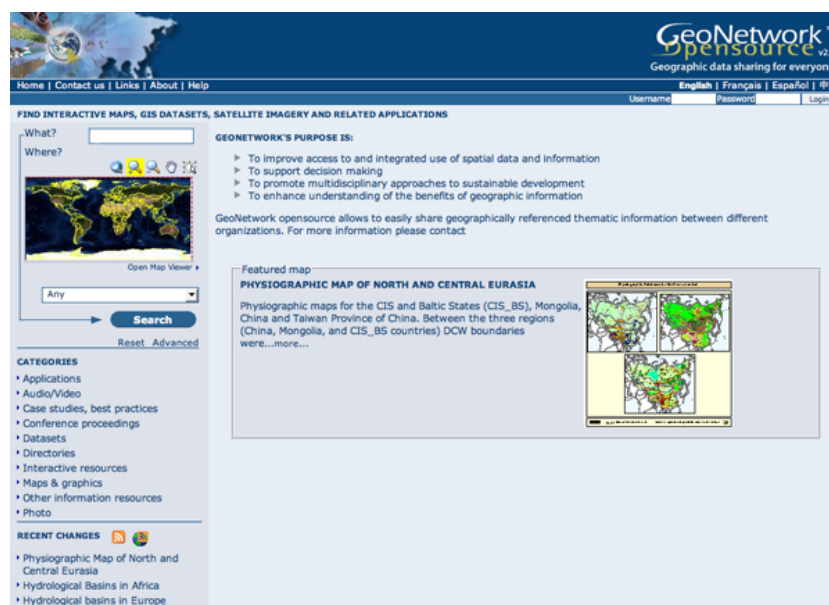 GeoNetwork
Opensource v2.
Geographic data sharing for everyon
Home | Contact us | Links | About | Help
English | Français | Español | 中
Username Password Login
FIND INTERACTIVE MAPS, GIS DATASETS, SATELLITE IMAGERY AND RELATED APPLICATIONS
What?
Where?
Open Map Viewer
Any
Search
Reset Advanced
CATEGORIES
Applications
Audio/Video
Case studies, best practices
Conference proceedings
Datasets
Directories
Interactive resources
Maps & graphics
Other information resources
Photo
RECENT CHANGES
Physiographic Map of North and
Central Eurasia
Hydrological Basins in Africa
Hydrological basins in Europe
GEONETWORK'S PURPOSE IS:
To improve access to and integrated use of spatial data and information
To support decision making
To promote multidisciplinary approaches to sustainable development
To enhance understanding of the benefits of geographic information
GeoNetwork opensource allows to easily share geographically referenced thematic information between different
organizations. For more information please contact
Featured map
PHYSIOGRAPHIC MAP OF NORTH AND CENTRAL EURASIA
Physiographic maps for the CIS and Baltic States (CIS_BS), Mongolia,
China and Taiwan Province of China. Between the three regions
(China, Mongolia, and CIS_BS countries) DCW boundaries
were...more...